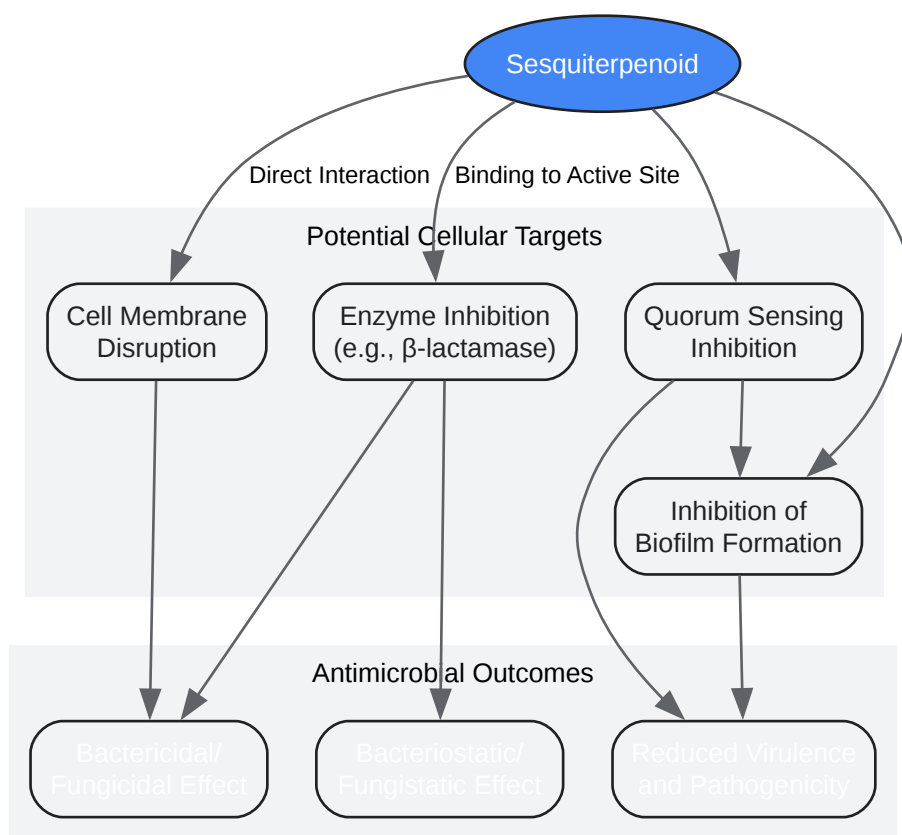 Sesquiterpenoid
Direct Interaction
Binding to Active Site
Potential Cellular Targets
Cell Membrane
Disruption
Enzyme Inhibition
(e.g., β-lactamase)
Quorum Sensing
Inhibition
Inhibition of
Biofilm Formation
Antimicrobial Outcomes
Bactericidal/
Fungicidal Effect
Bacteriostatic/
Fungistatic Effect
Reduced Virulence
and Pathogenicity